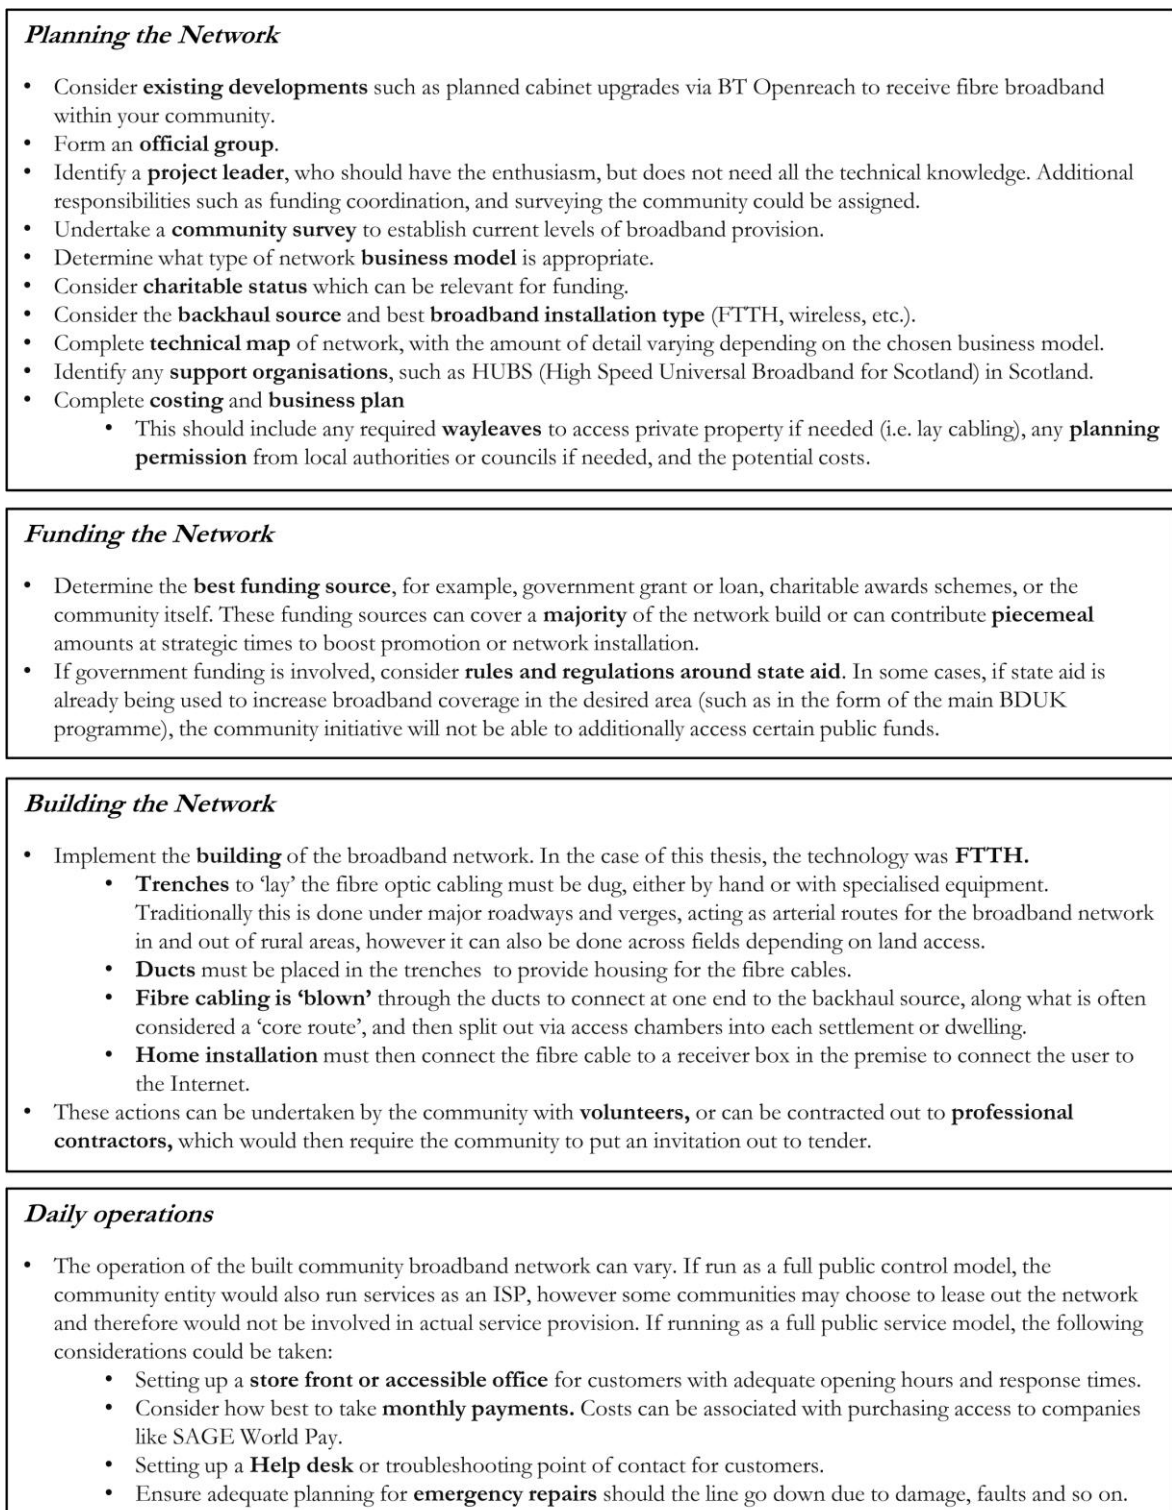 Planning the Network
• Consider existing developments such as planned cabinet upgrades via BT Openreach to receive fibre broadband
within your community.
• Form an official group.
• Identify a project leader, who should have the enthusiasm, but does not need all the technical knowledge. Additional
responsibilities such as funding coordination, and surveying the community could be assigned.
• Undertake a community survey to establish current levels of broadband provision.
• Determine what type of network business model is appropriate.
• Consider charitable status which can be relevant for funding.
• Consider the backhaul source and best broadband installation type (FTTH, wireless, etc.).
• Complete technical map of network, with the amount of detail varying depending on the chosen business model.
• Identify any support organisations, such as HUBS (High Speed Universal Broadband for Scotland) in Scotland.
• Complete costing and business plan
• This should include any required wayleaves to access private property if needed (i.e. lay cabling), any planning
permission from local authorities or councils if needed, and the potential costs.
Funding the Network
• Determine the best funding source, for example, government grant or loan, charitable awards schemes, or the
community itself. These funding sources can cover a majority of the network build or can contribute piecemeal
amounts at strategic times to boost promotion or network installation.
• If government funding is involved, consider rules and regulations around state aid. In some cases, if state aid is
already being used to increase broadband coverage in the desired area (such as in the form of the main BDUK
programme), the community initiative will not be able to additionally access certain public funds.
Building the Network
• Implement the building of the broadband network. In the case of this thesis, the technology was FTTH.
• Trenches to ‘lay’ the fibre optic cabling must be dug, either by hand or with specialised equipment.
Traditionally this is done under major roadways and verges, acting as arterial routes for the broadband network
in and out of rural areas, however it can also be done across fields depending on land access.
• Ducts must be placed in the trenches to provide housing for the fibre cables.
• Fibre cabling is ‘blown’ through the ducts to connect at one end to the backhaul source, along what is often
considered a ‘core route’, and then split out via access chambers into each settlement or dwelling.
• Home installation must then connect the fibre cable to a receiver box in the premise to connect the user to
the Internet.
• These actions can be undertaken by the community with volunteers, or can be contracted out to professional
contractors, which would then require the community to put an invitation out to tender.
Daily operations
• The operation of the built community broadband network can vary. If run as a full public control model, the
community entity would also run services as an ISP, however some communities may choose to lease out the network
and therefore would not be involved in actual service provision. If running as a full public service model, the following
considerations could be taken:
• Setting up a store front or accessible office for customers with adequate opening hours and response times.
• Consider how best to take monthly payments. Costs can be associated with purchasing access to companies
like SAGE World Pay.
• Setting up a Help desk or troubleshooting point of contact for customers.
• Ensure adequate planning for emergency repairs should the line go down due to damage, faults and so on.